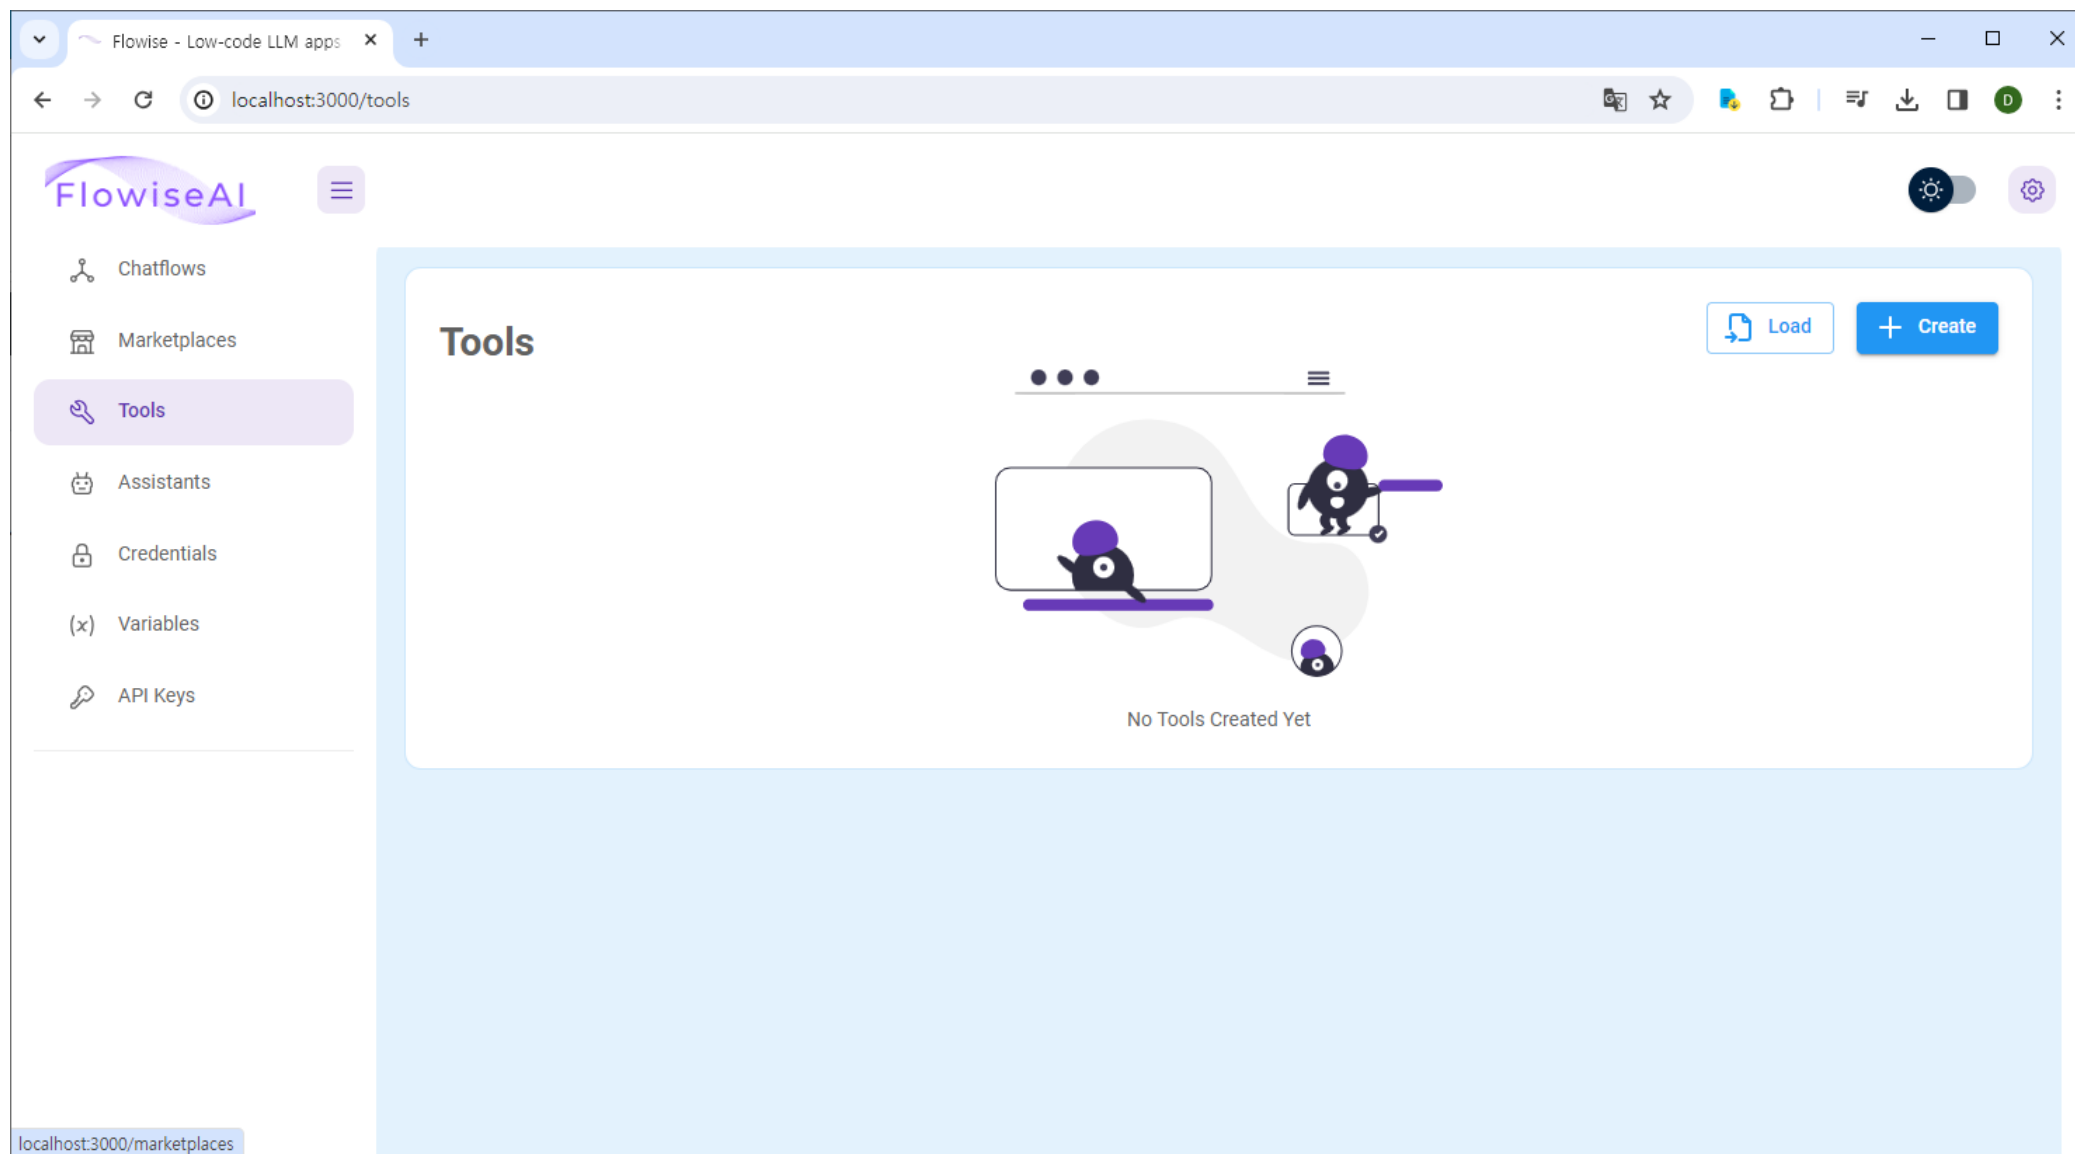 Flowise - Low-code LLM apps
localhost:3000/tools
D
FlowiseAI
Chatflows
Marketplaces
Tools
Assistants
Credentials
(x) Variables
API Keys
Tools
Load
Create
No Tools Created Yet
localhost:3000/marketplaces